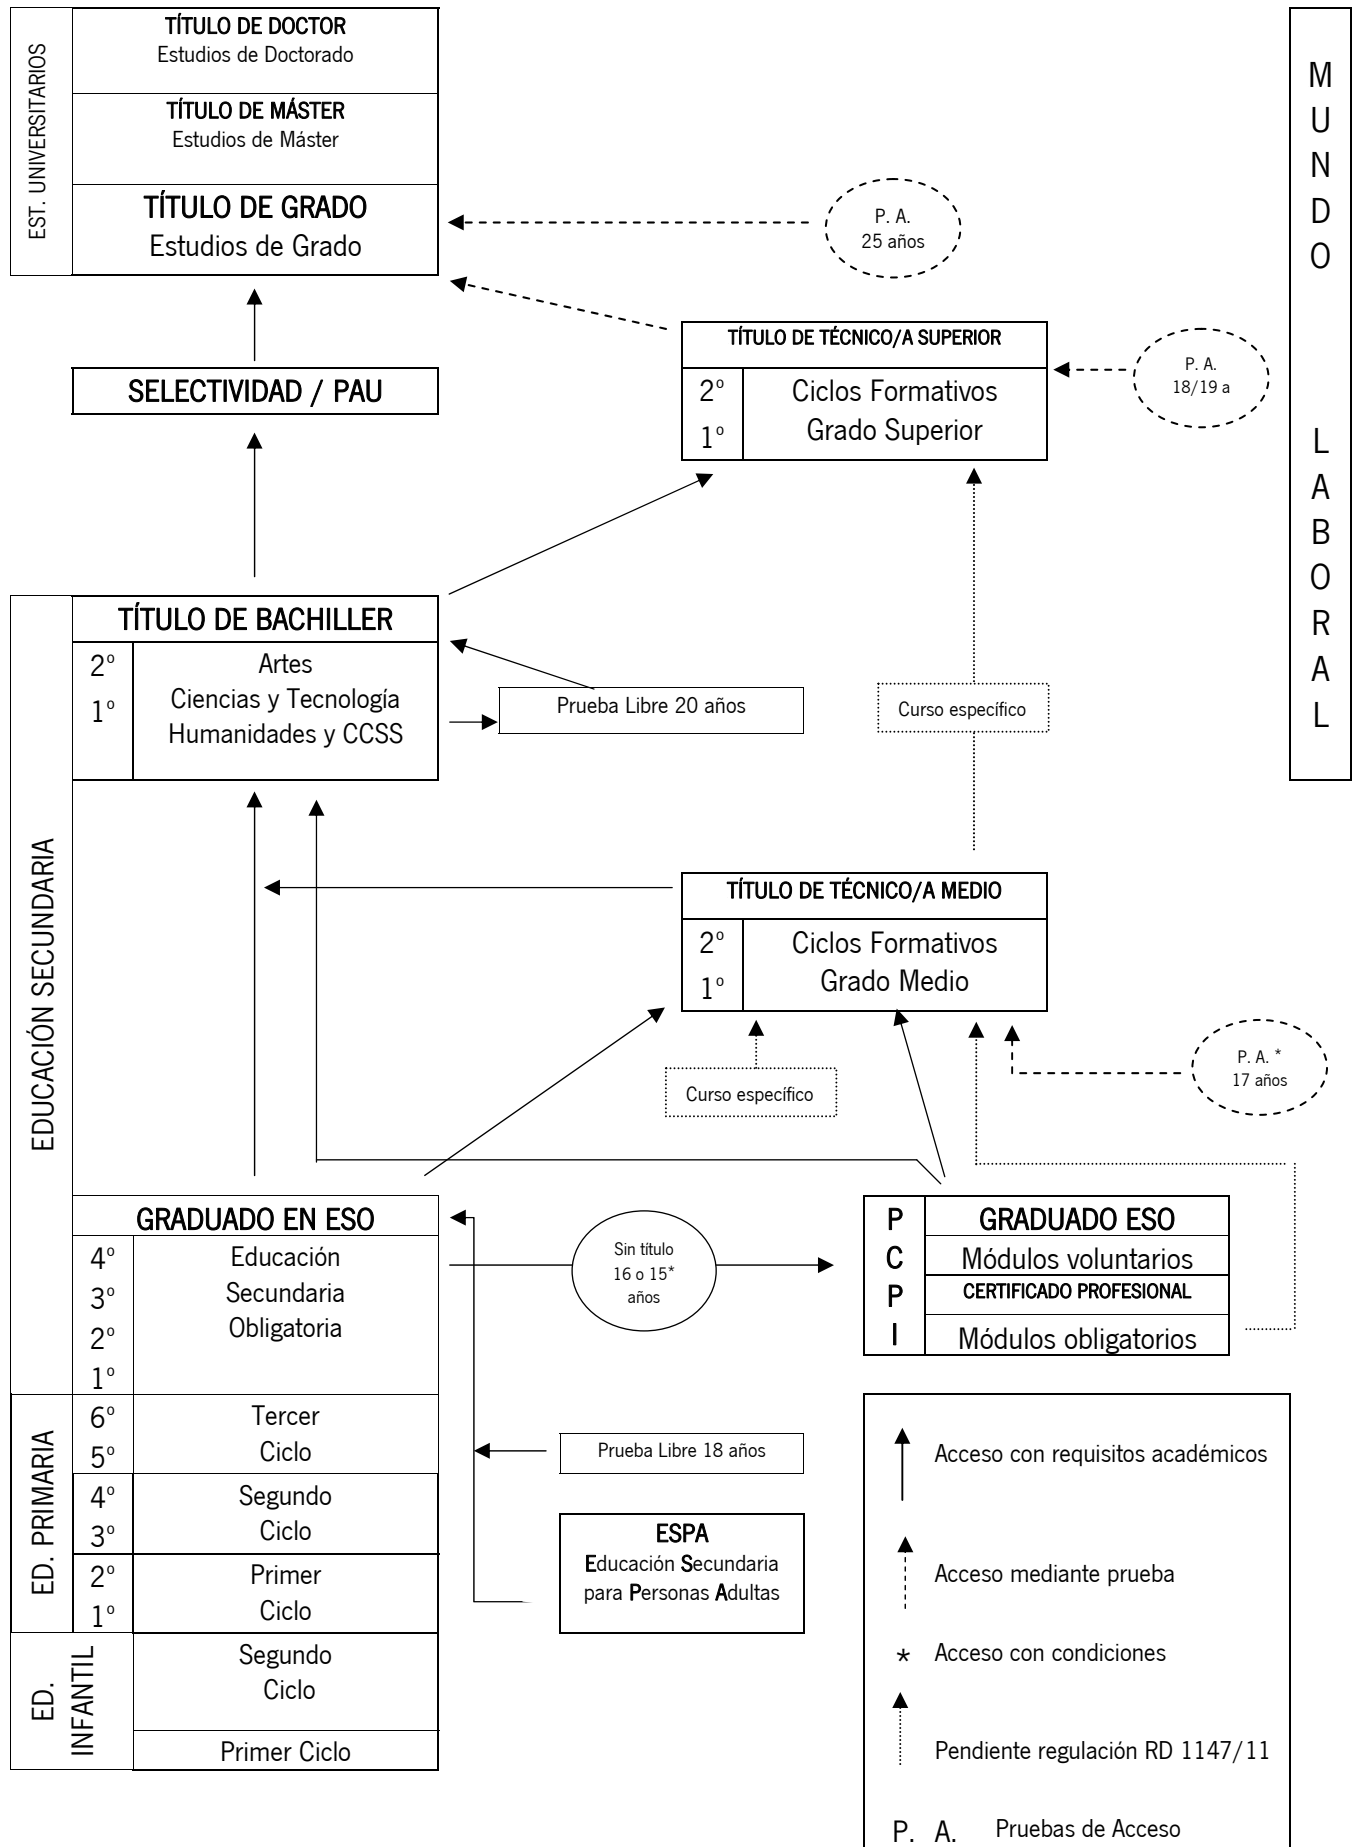 EST. UNIVERSITARIOS
TÍTULO DE DOCTOR
Estudios de Doctorado
TÍTULO DE MÁSTER
Estudios de Máster
TÍTULO DE GRADO
Estudios de Grado
P. A.
25 años
MUNDO LABORAL
TÍTULO DE TÉCNICO/A SUPERIOR
2º
1º
Ciclos Formativos
Grado Superior
P. A.
18/19 a
SELECTIVIDAD / PAU
EDUCACIÓN SECUNDARIA
TÍTULO DE BACHILLER
2º
1º
Artes
Ciencias y Tecnología
Humanidades y CCSS
Prueba Libre 20 años
Curso específico
TÍTULO DE TÉCNICO/A MEDIO
2º
1º
Ciclos Formativos
Grado Medio
Curso específico
P. A. *
17 años
GRADUADO EN ESO
4º
3º
2º
1º
Educación
Secundaria
Obligatoria
Sin título
16 o 15*
años
PCPI
GRADUADO ESO
Módulos voluntarios
CERTIFICADO PROFESIONAL
Módulos obligatorios
ED. PRIMARIA
6º
5º
Tercer
Ciclo
4º
3º
Segundo
Ciclo
2º
1º
Primer
Ciclo
Prueba Libre 18 años
ESPA
Educación Secundaria
para Personas Adultas
ED.
INFANTIL
Segundo
Ciclo
Primer Ciclo
Acceso con requisitos académicos
Acceso mediante prueba
* Acceso con condiciones
Pendiente regulación RD 1147/11
P. A. Pruebas de Acceso